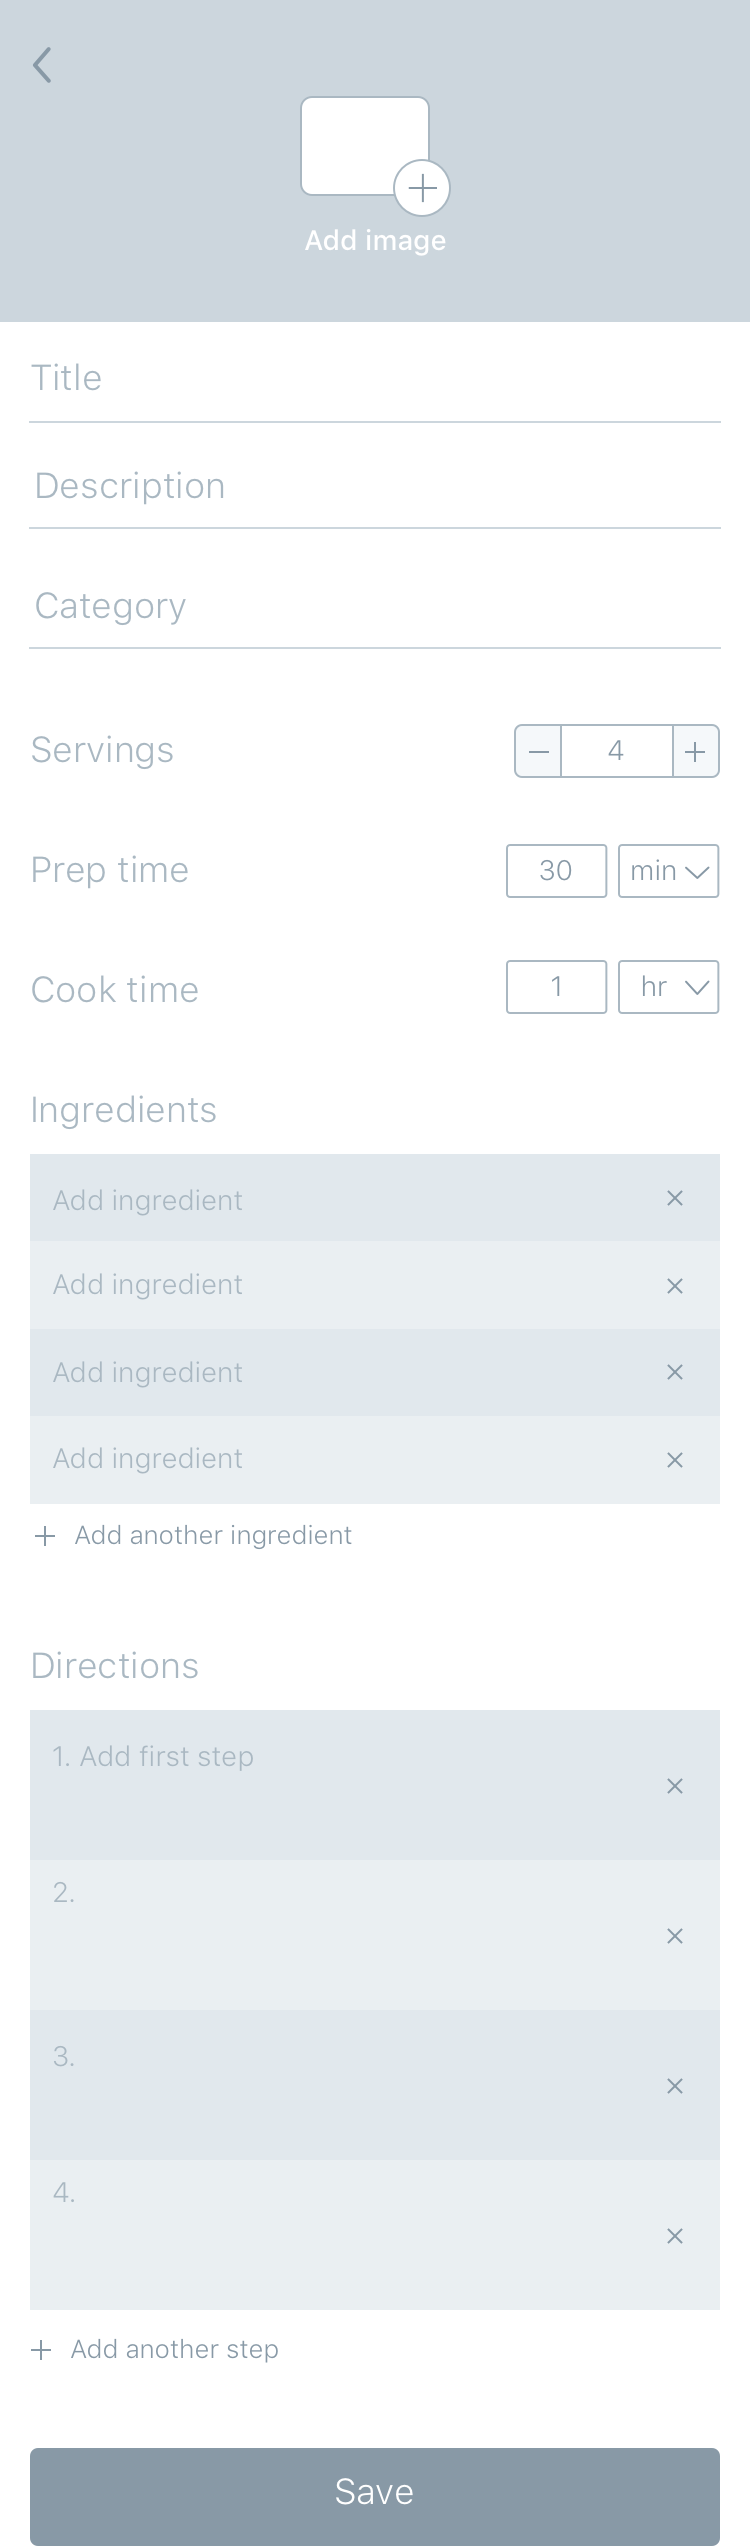 Add image
Title
Description
Category
Servings 4
Prep time 30 min
Cook time 1 hr
Ingredients
Add ingredient
Add ingredient
Add ingredient
Add ingredient
Add another ingredient
Directions
1. Add first step
2.
3.
4.
Add another step
Save